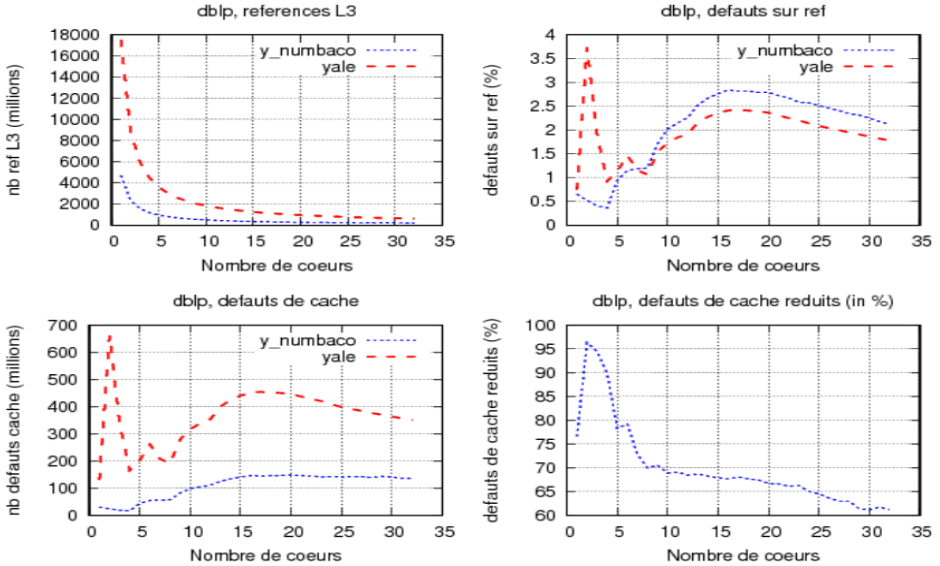 dblp, references L3
nb ref L3 (millions)
18000
16000
14000
12000
10000
8000
6000
4000
2000
0
y_numbaco
yale
0 5 10 15 20 25 30 35
Nombre de coeurs
dblp, defauts sur ref
defauts sur ref (%)
4
3.5
3
2.5
2
1.5
1
0.5
0
y_numbaco
yale
0 5 10 15 20 25 30 35
Nombre de coeurs
dblp, defauts de cache
nb defauts cache (millions)
700
600
500
400
300
200
100
0
y_numbaco
yale
0 5 10 15 20 25 30 35
Nombre de coeurs
dblp, defauts de cache reduits (in %)
defauts de cache reduits (%)
100
95
90
85
80
75
70
65
60
0 5 10 15 20 25 30 35
Nombre de coeurs